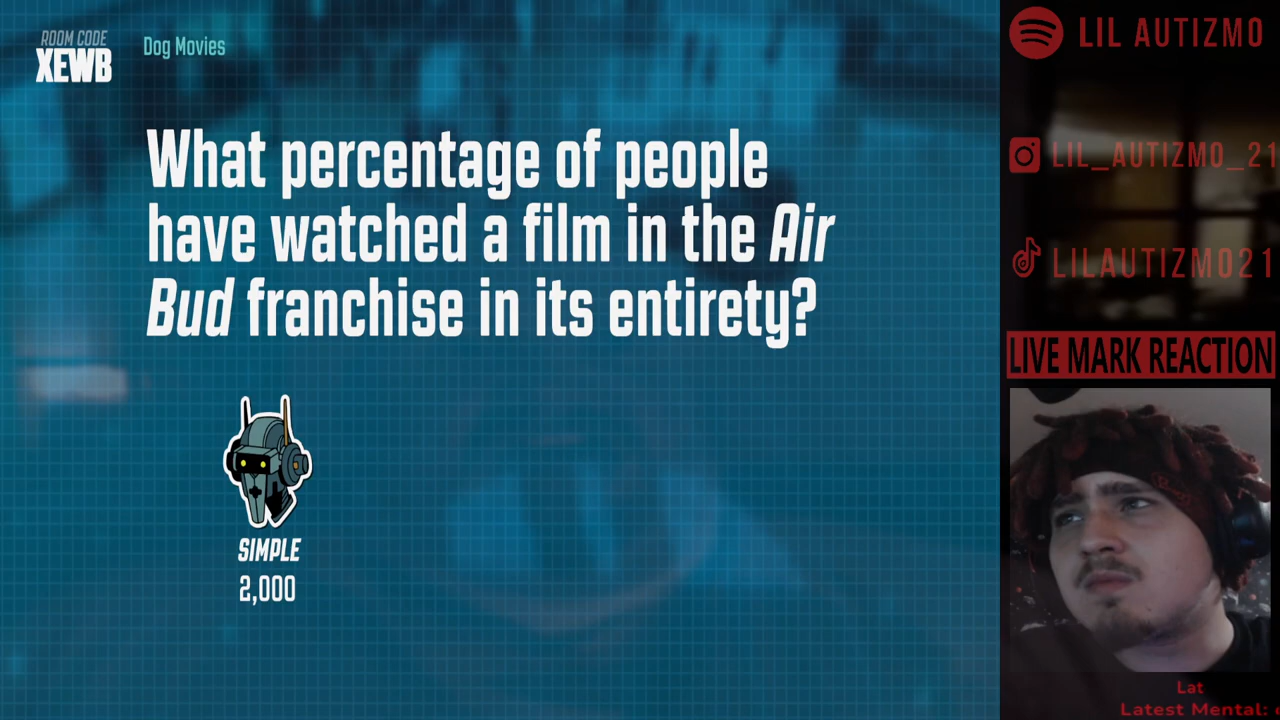 ROOM CODE
XEWB
Dog Movies
What percentage of people
have watched a film in the Air
Bud franchise in its entirety?
SIMPLE
2,000
LIL AUTIZMO
LIL_AUTIZMO_21
LILAUTIZMO21
LIVE MARK REACTION
Lat
Latest Mental: